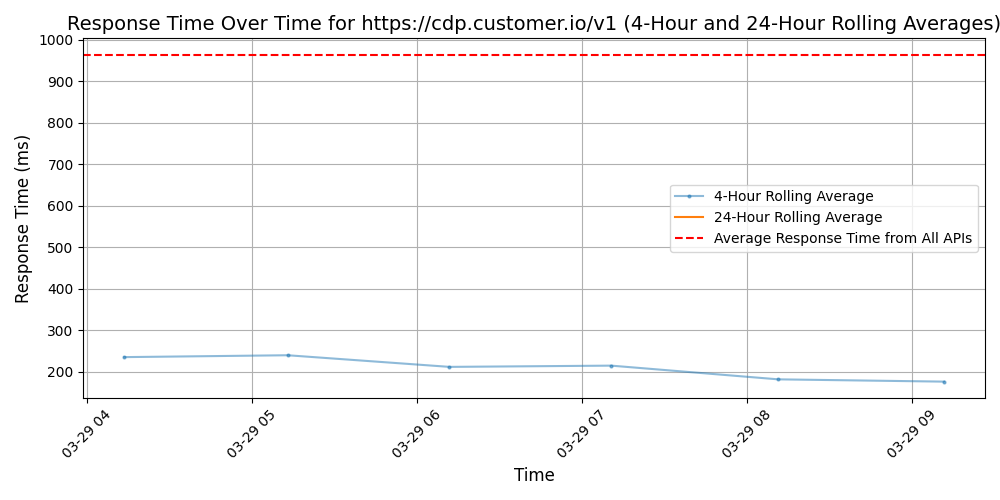 Response Time Over Time for https://cdp.customer.io/v1 (4-Hour and 24-Hour Rolling Averages)
Response Time (ms)
1000
900
800
700
600
500
400
300
200
4-Hour Rolling Average
24-Hour Rolling Average
Average Response Time from All APIs
03-29 04
03-29 05
03-29 06
03-29 07
03-29 08
03-29 09
Time